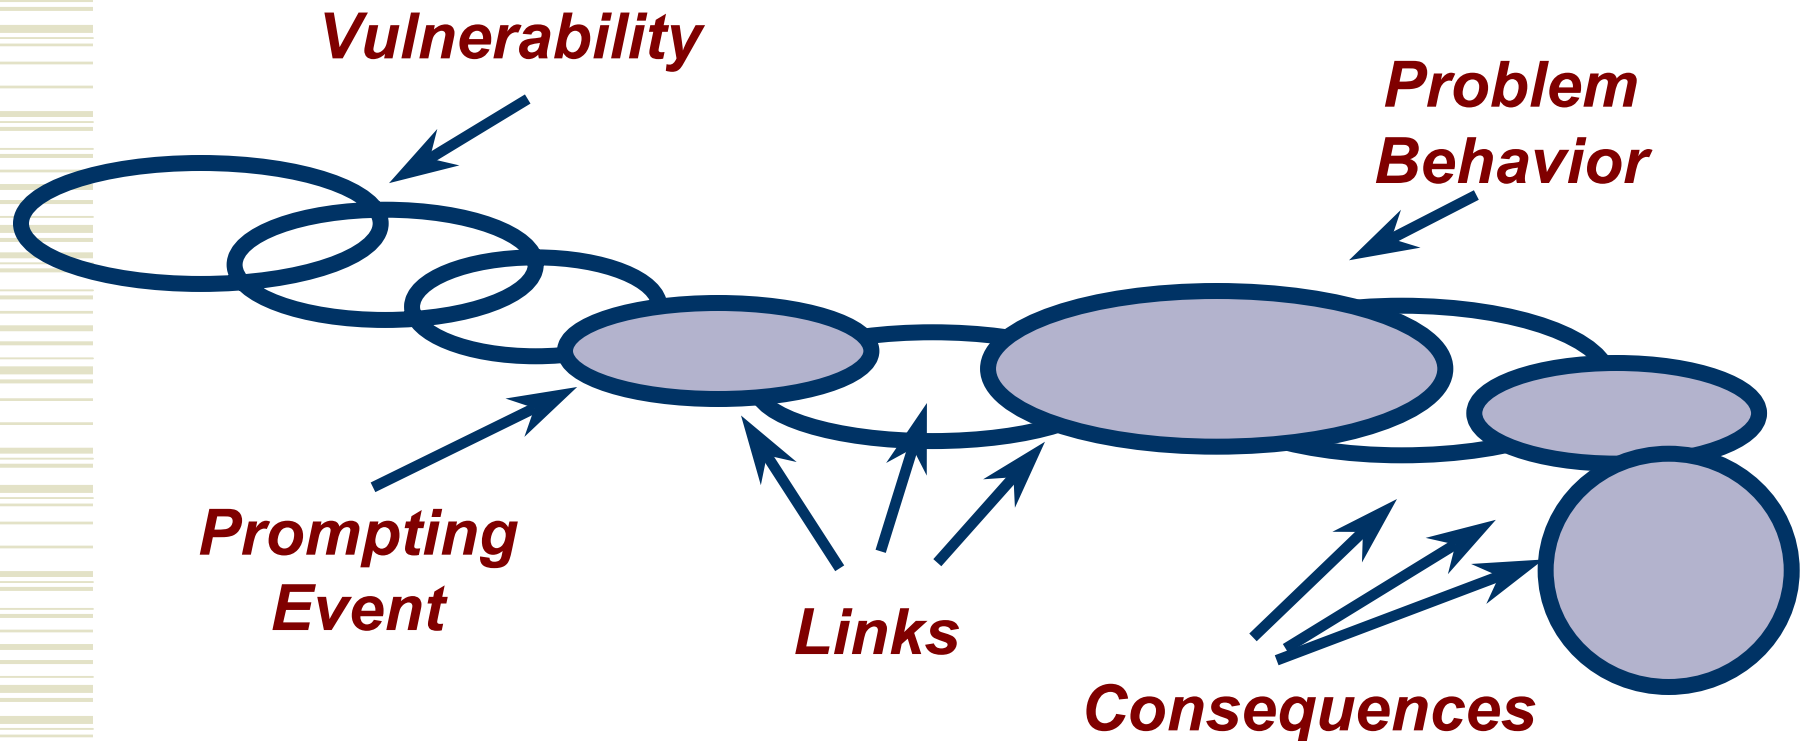 Vulnerability
Problem
Behavior
Prompting
Event
Links
Consequences